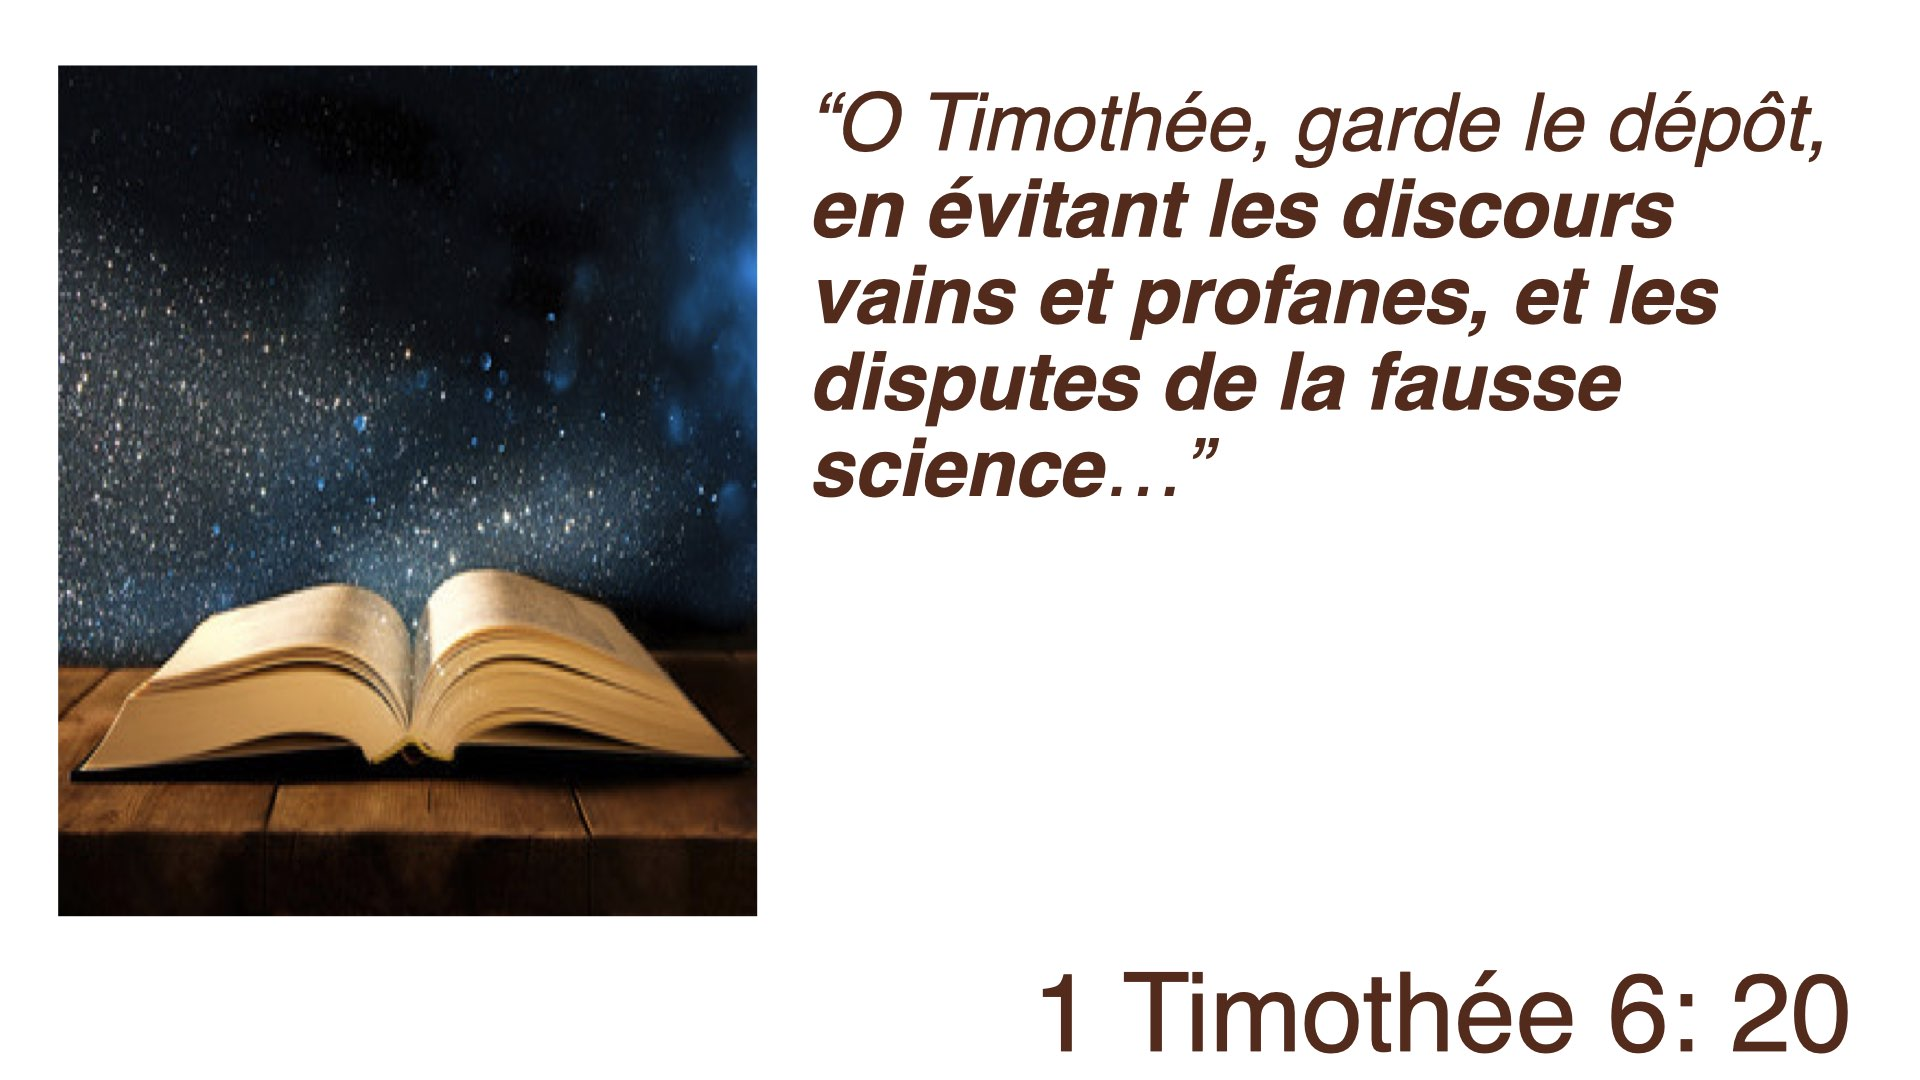 “O Timothée, garde le dépôt,
en évitant les discours
vains et profanes, et les
disputes de la fausse
science…”
1 Timothée 6: 20